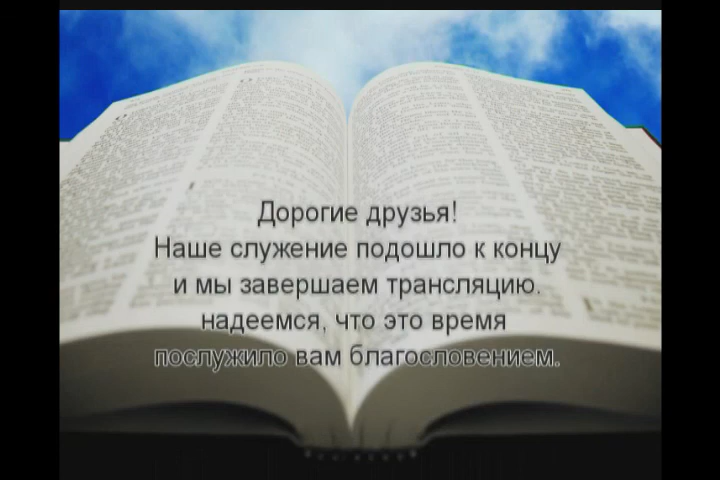 Дорогие друзья!
Наше служение подошло к концу
и мы завершаем трансляцию.
надеемся, что это время
послужило вам благословением.